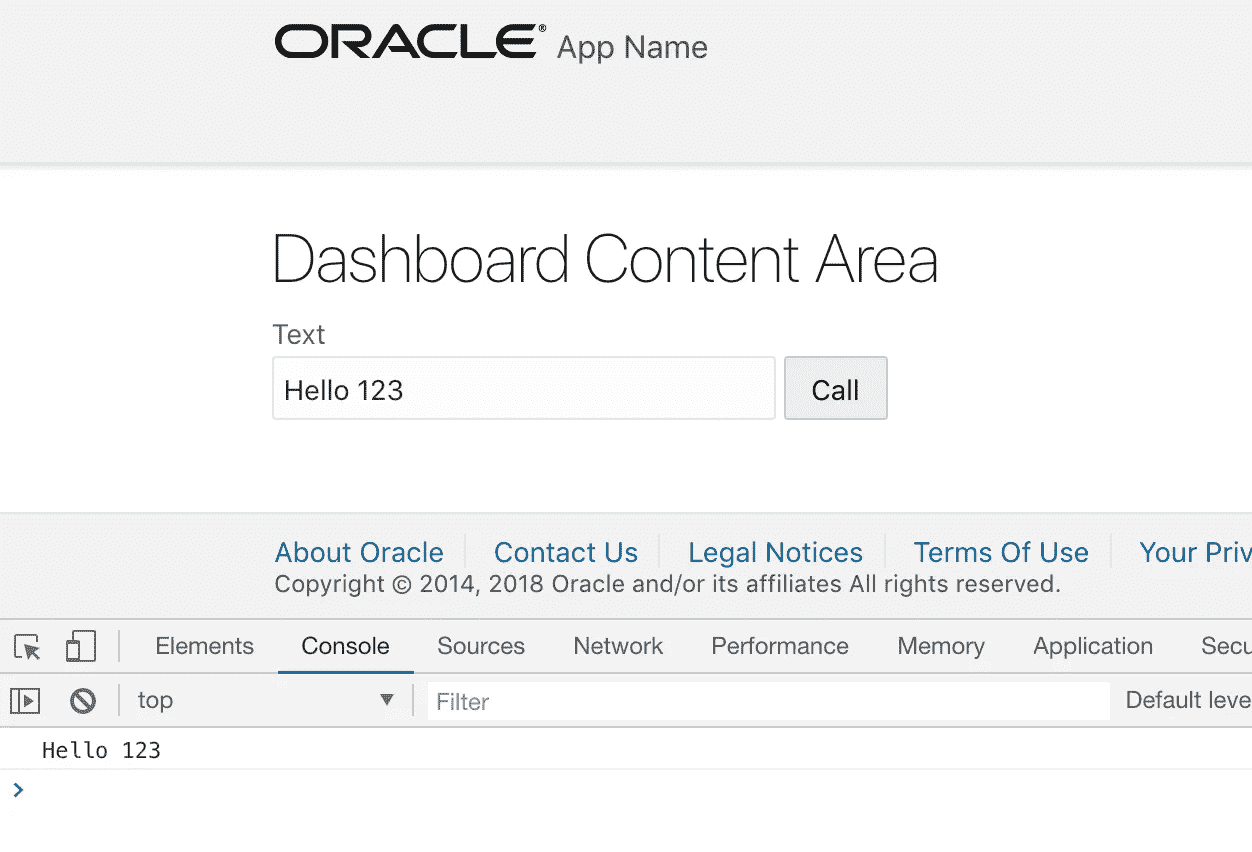 ORACLE® App Name
Dashboard Content Area
Text
Hello 123 Call
About Oracle Contact Us Legal Notices Terms Of Use Your Priv
Copyright © 2014, 2018 Oracle and/or its affiliates All rights reserved.
Elements Console Sources Network Performance Memory Application Secu
top Filter Default leve
Hello 123